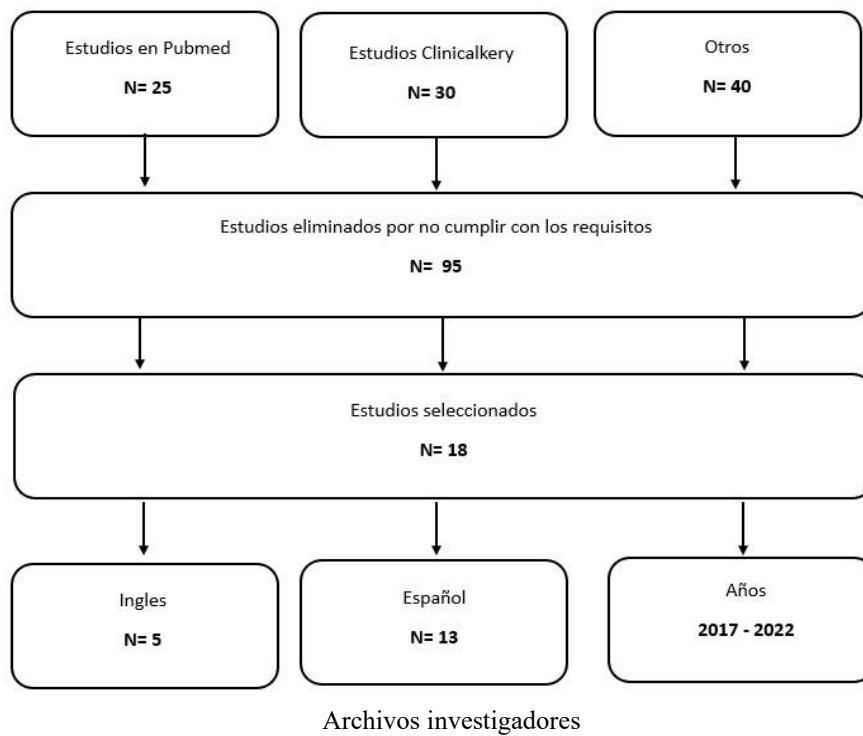 Estudios en Pubmed
N= 25
Estudios Clinicalkery
N= 30
Otros
N= 40
Estudios eliminados por no cumplir con los requisitos
N= 95
Estudios seleccionados
N= 18
Ingles
N= 5
Español
N= 13
Años
2017 - 2022
Archivos investigadores